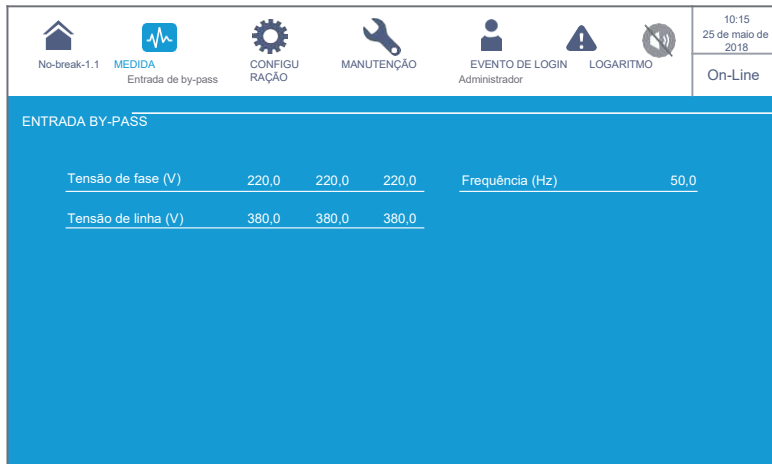 10:15
25 de maio de
2018
On-Line
No-break-1.1 MEDIDA CONFIGU MANUTENÇÃO EVENTO DE LOGIN LOGARITMO
Entrada de by-pass RAÇÃO Administrador
ENTRADA BY-PASS
Tensão de fase (V) 220,0 220,0 220,0 Frequência (Hz) 50,0
Tensão de linha (V) 380,0 380,0 380,0